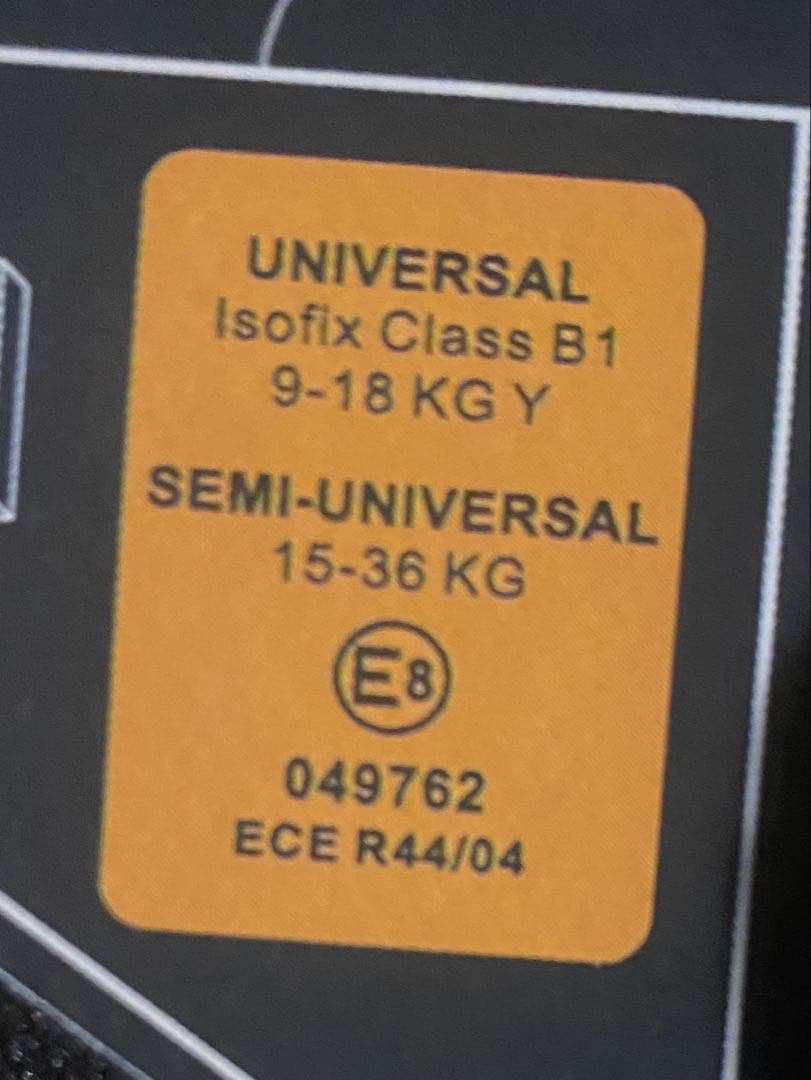 UNIVERSAL
Isofix Class B1
9-18 KG Y
SEMI-UNIVERSAL
15-36 KG
E8
049762
ECE R44/04